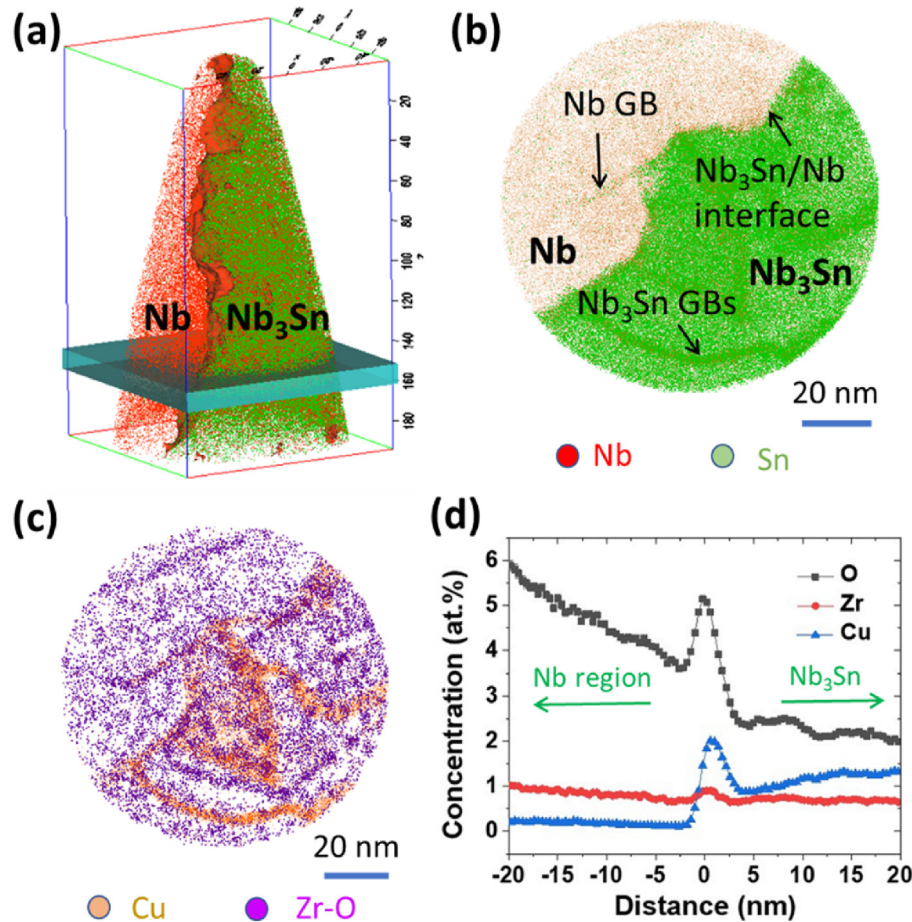 (a)
20
40
60
80
100
120
140
160
180
Nb
Nb₃Sn
(b)
Nb GB
Nb₃Sn/Nb
interface
Nb
Nb₃Sn
Nb₃Sn GBs
20 nm
Nb
Sn
(c)
20 nm
Cu
Zr-O
(d)
6
5
4
3
2
1
0
Concentration (at.%)
O
Zr
Cu
Nb region
Nb₃Sn
-20 -15 -10 -5 0 5 10 15 20
Distance (nm)